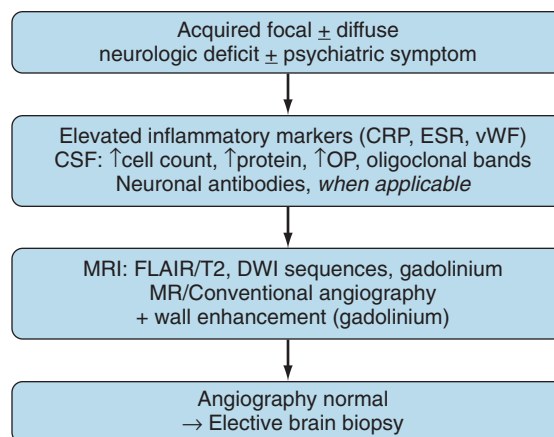 Acquired focal ± diffuse
neurologic deficit ± psychiatric symptom
Elevated inflammatory markers (CRP, ESR, vWF)
CSF: ↑cell count, ↑protein, ↑OP, oligoclonal bands
Neuronal antibodies, when applicable
MRI: FLAIR/T2, DWI sequences, gadolinium
MR/Conventional angiography
+ wall enhancement (gadolinium)
Angiography normal
→ Elective brain biopsy